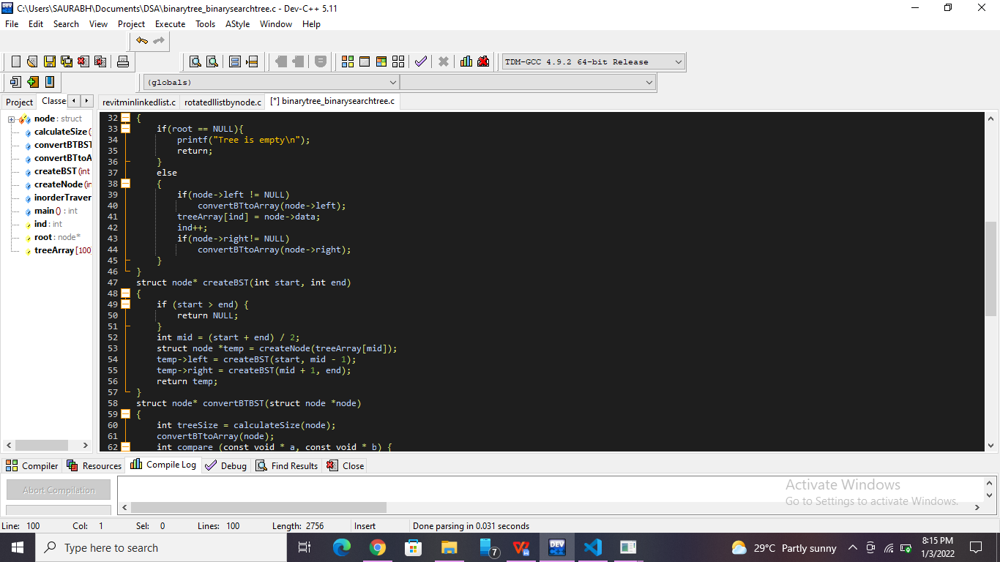 C:\Users\SAURABH\Documents\DSA\binarytree_binarysearchtree.c - Dev-C++ 5.11
File Edit Search View Project Execute Tools AStyle Window Help
TDM-GCC 4.9.2 64-bit Release
(globals)
Project Classe revitminlinkedlist.c rotatedllistbynode.c [*] binarytree_binarysearchtree.c
node : struct
calculateSize (
convertBTBST
convertBTtoA
createBST (int
createNode (in
inorderTraver
main () : int
ind : int
root : node*
treeArray [100]
32 {
33 if(root == NULL){
34 printf("Tree is empty\n");
35 return;
36 }
37 else
38 {
39 if(node->left != NULL)
40 convertBTtoArray(node->left);
41 treeArray[ind] = node->data;
42 ind++;
43 if(node->right!= NULL)
44 convertBTtoArray(node->right);
45 }
46 }
47 struct node* createBST(int start, int end)
48 {
49 if (start > end) {
50 return NULL;
51 }
52 int mid = (start + end) / 2;
53 struct node *temp = createNode(treeArray[mid]);
54 temp->left = createBST(start, mid - 1);
55 temp->right = createBST(mid + 1, end);
56 return temp;
57 }
58 struct node* convertBTBST(struct node *node)
59 {
60 int treeSize = calculateSize(node);
61 convertBTtoArray(node);
62 int compare (const void * a, const void * b) {
Compiler Resources Compile Log Debug Find Results Close
Abort Compilation
Activate Windows
Go to Settings to activate Windows.
Line: 100 Col: 1 Sel: 0 Lines: 100 Length: 2756 Insert Done parsing in 0.031 seconds
Type here to search
7
DEV
29°C Partly sunny
8:15 PM
1/3/2022